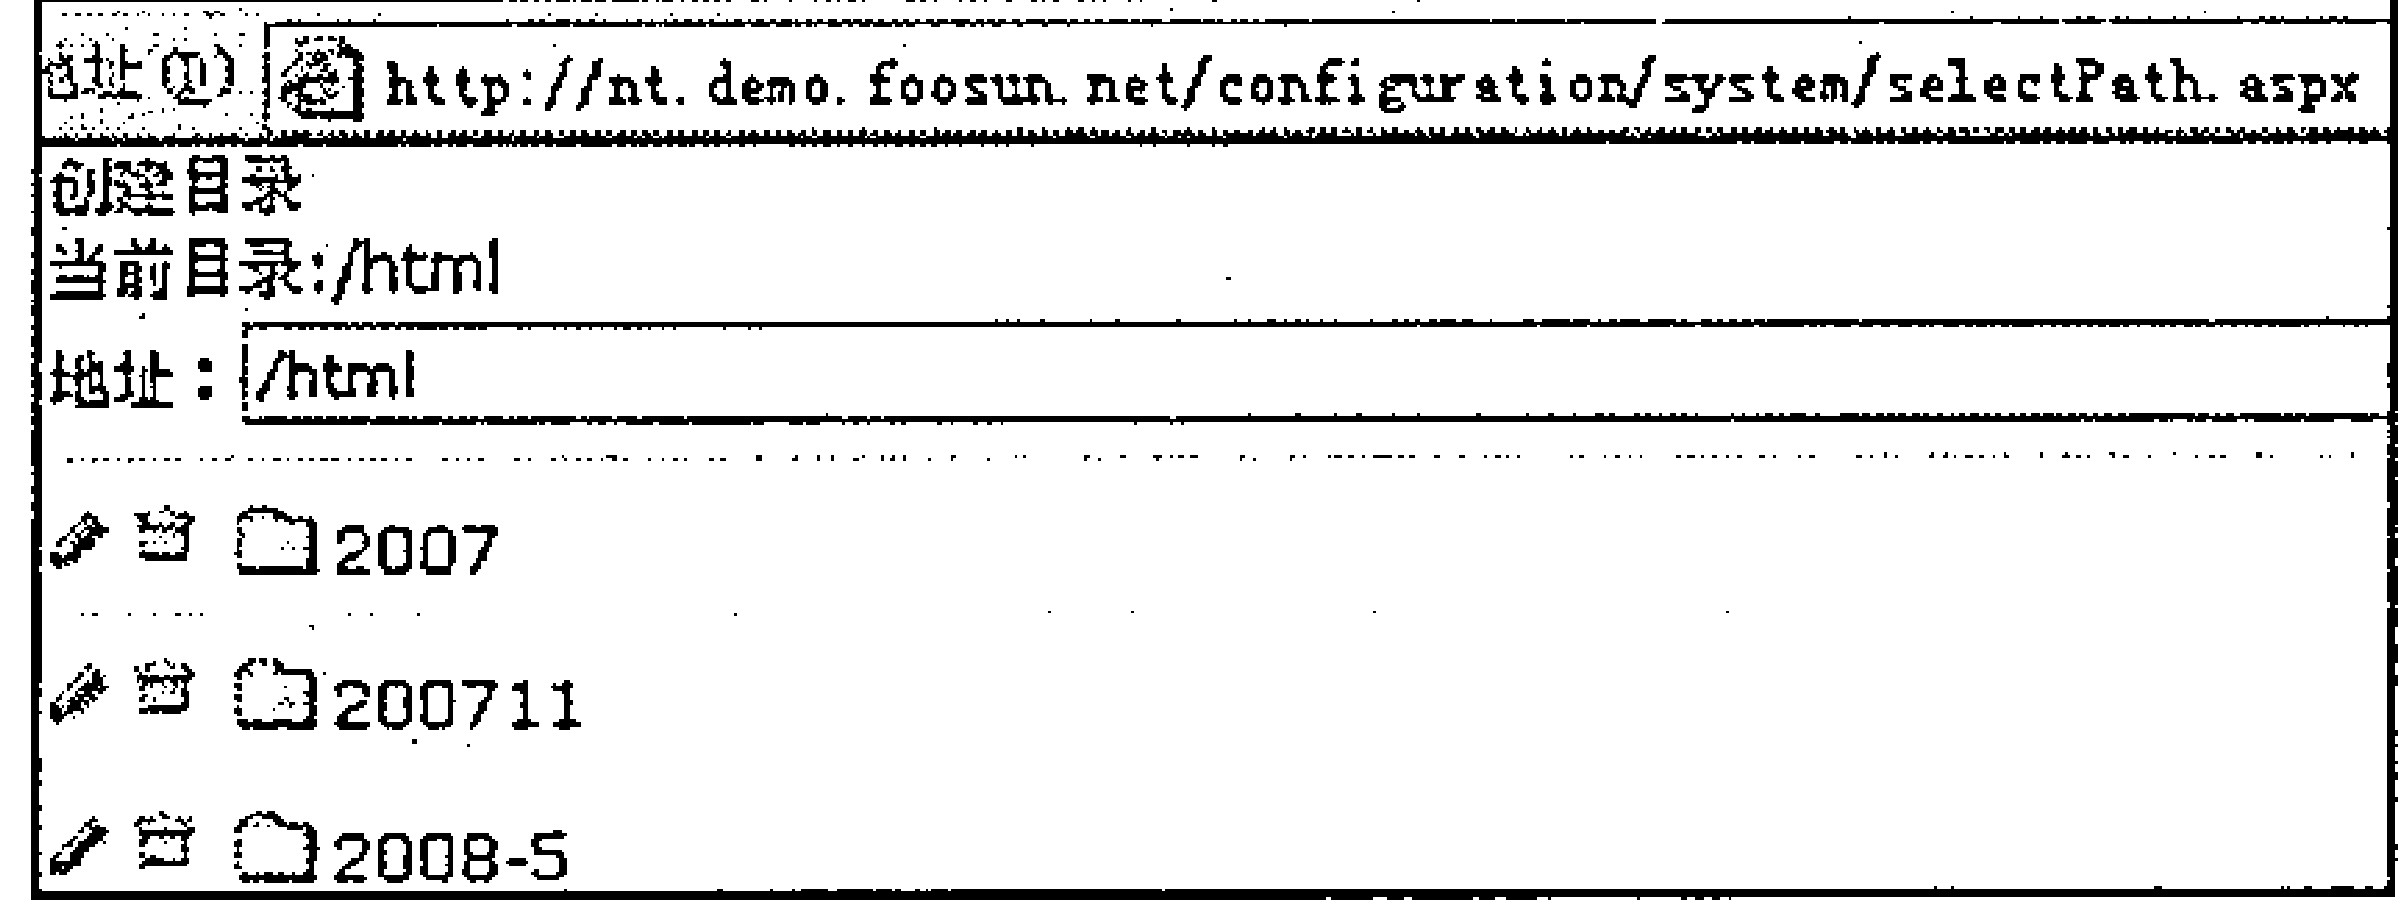 地址(D) http://nt.demo.foosun.net/configuration/system/selectPath.aspx
创建目录
当前目录:/html
地址：/html
2007
200711
2008-5